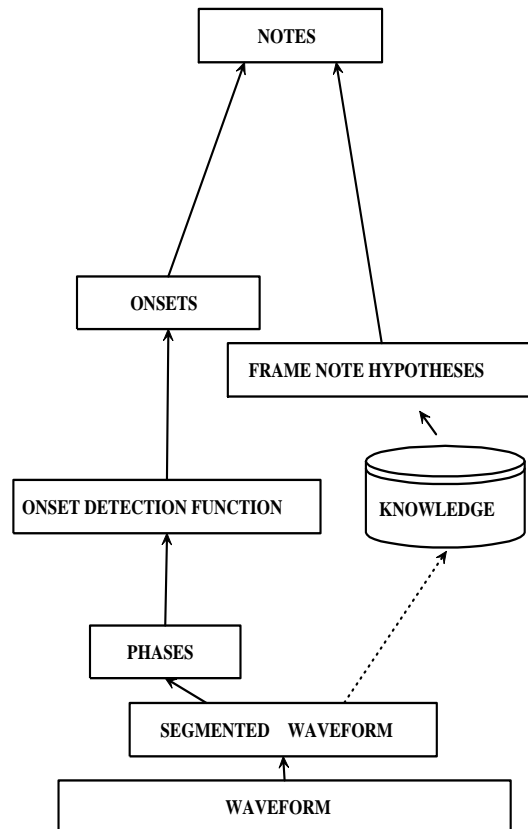 NOTES
ONSETS
FRAME NOTE HYPOTHESES
ONSET DETECTION FUNCTION
KNOWLEDGE
PHASES
SEGMENTED WAVEFORM
WAVEFORM